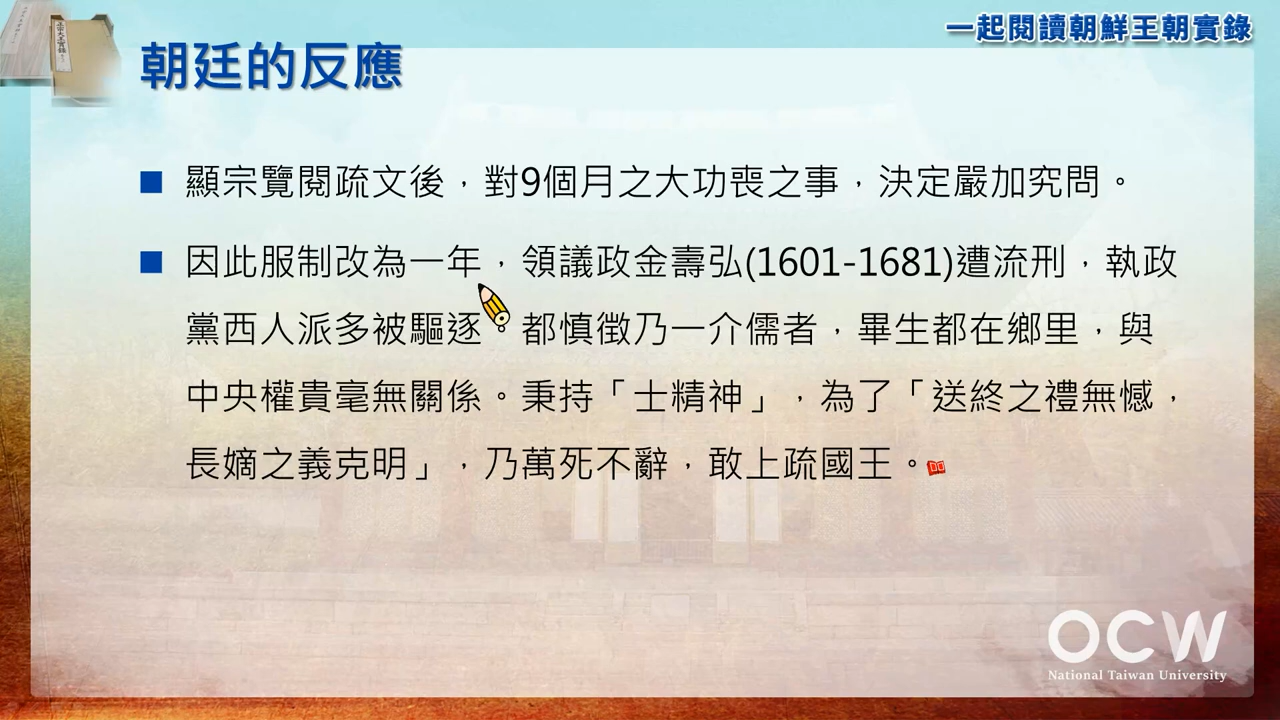 一起閱讀朝鮮王朝實錄
朝廷的反應
顯宗覽閱疏文後，對9個月之大功喪之事，決定嚴加究問。
因此服制改為一年，領議政金壽弘(1601-1681)遭流刑，執政
黨西人派多被驅逐。都慎徵乃一介儒者，畢生都在鄉里，與
中央權貴毫無關係。秉持「士精神」，為了「送終之禮無憾，
長嫡之義克明」，乃萬死不辭，敢上疏國王。
OCW
National Taiwan University